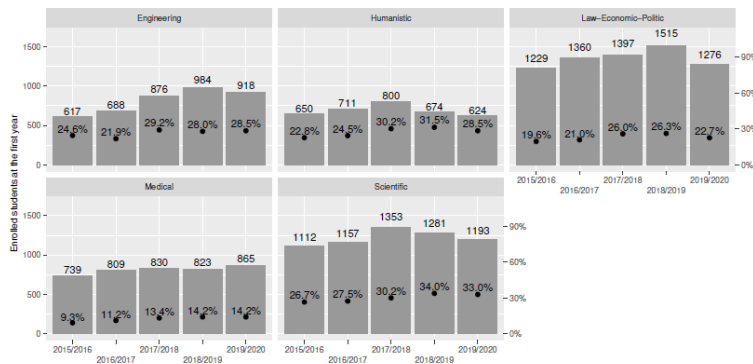 Engineering
Humanistic
Law-Economic-Politic
1500
1000
500
0
617 688 876 984 918
24.6% 21.9% 29.2% 28.0% 28.5%
650 711 800 674 624
22.8% 24.5% 30.2% 31.5% 28.5%
1229 1360 1397 1515 1276
19.6% 21.0% 26.0% 26.3% 22.7%
90%
60%
30%
0%
2015/2016 2016/2017 2017/2018 2018/2019 2019/2020
Enrolled students at the first year
Medical
Scientific
1500
1000
500
0
739 809 830 823 865
9.3% 11.2% 13.4% 14.2% 14.2%
1112 1157 1353 1281 1193
26.7% 27.5% 30.2% 34.0% 33.0%
90%
60%
30%
0%
2015/2016 2016/2017 2017/2018 2018/2019 2019/2020
2015/2016 2016/2017 2017/2018 2018/2019 2019/2020